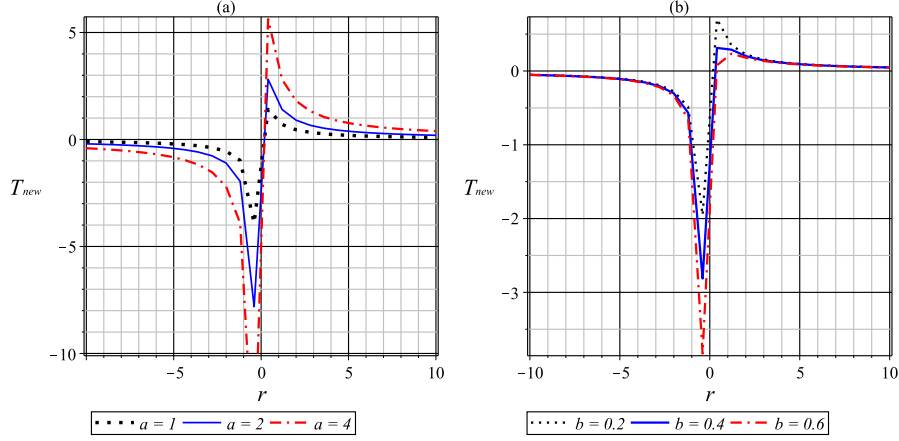 (a)
5
0
−5
−10
T_new
−5
0
5
10
r
a = 1
a = 2
a = 4
(b)
0
−1
−2
−3
T_new
−10
−5
0
5
10
r
b = 0.2
b = 0.4
b = 0.6